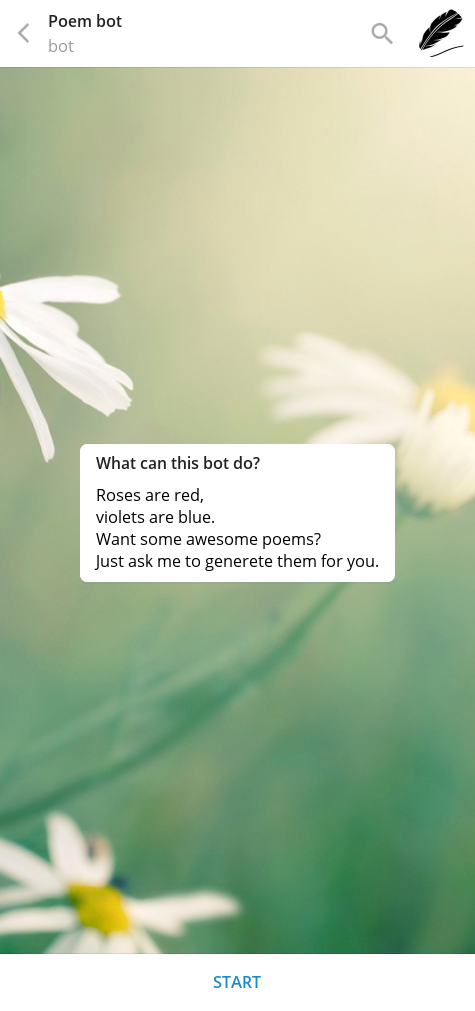 Poem bot
bot
What can this bot do?
Roses are red,
violets are blue.
Want some awesome poems?
Just ask me to generete them for you.
START